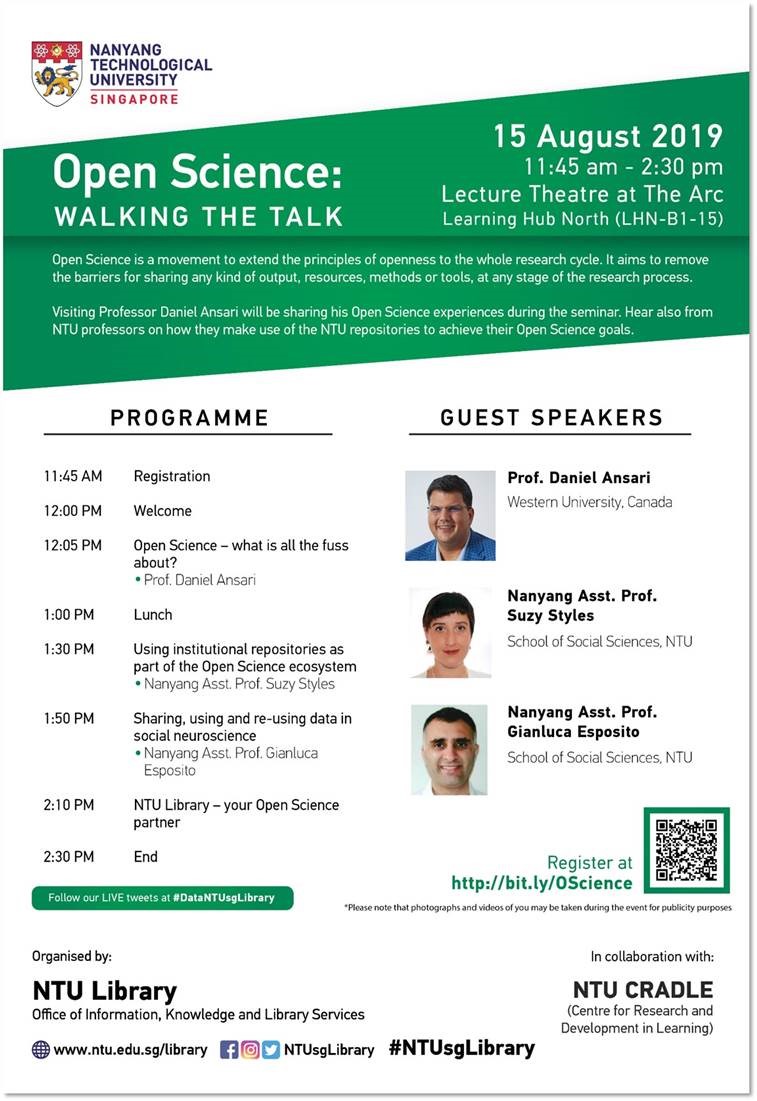 NANYANG
TECHNOLOGICAL
UNIVERSITY
SINGAPORE
Open Science:
WALKING THE TALK
15 August 2019
11:45 am - 2:30 pm
Lecture Theatre at The Arc
Learning Hub North (LHN-B1-15)
Open Science is a movement to extend the principles of openness to the whole research cycle. It aims to remove
the barriers for sharing any kind of output, resources, methods or tools, at any stage of the research process.
Visiting Professor Daniel Ansari will be sharing his Open Science experiences during the seminar. Hear also from
NTU professors on how they make use of the NTU repositories to achieve their Open Science goals.
PROGRAMME
11:45 AM Registration
12:00 PM Welcome
12:05 PM Open Science – what is all the fuss
about?
• Prof. Daniel Ansari
1:00 PM Lunch
1:30 PM Using institutional repositories as
part of the Open Science ecosystem
• Nanyang Asst. Prof. Suzy Styles
1:50 PM Sharing, using and re-using data in
social neuroscience
• Nanyang Asst. Prof. Gianluca
Esposito
2:10 PM NTU Library – your Open Science
partner
2:30 PM End
Follow our LIVE tweets at #DataNTUsgLibrary
GUEST SPEAKERS
Prof. Daniel Ansari
Western University, Canada
Nanyang Asst. Prof.
Suzy Styles
School of Social Sciences, NTU
Nanyang Asst. Prof.
Gianluca Esposito
School of Social Sciences, NTU
Register at
http://bit.ly/OScience
*Please note that photographs and videos of you may be taken during the event for publicity purposes
Organised by:
NTU Library
Office of Information, Knowledge and Library Services
www.ntu.edu.sg/library NTUsgLibrary #NTUsgLibrary
In collaboration with:
NTU CRADLE
(Centre for Research and
Development in Learning)